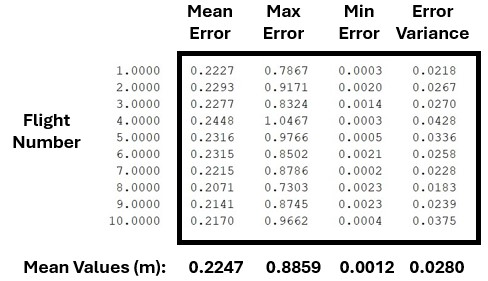 Mean Max Min Error
Error Error Error Variance
1.0000 0.2227 0.7867 0.0003 0.0218
2.0000 0.2293 0.9171 0.0020 0.0267
3.0000 0.2277 0.8324 0.0014 0.0270
4.0000 0.2448 1.0467 0.0003 0.0428
5.0000 0.2316 0.9766 0.0005 0.0336
6.0000 0.2315 0.8502 0.0021 0.0258
7.0000 0.2215 0.8786 0.0002 0.0228
8.0000 0.2071 0.7303 0.0023 0.0183
9.0000 0.2141 0.8745 0.0023 0.0239
10.0000 0.2170 0.9662 0.0004 0.0375
Flight
Number
Mean Values (m): 0.2247 0.8859 0.0012 0.0280